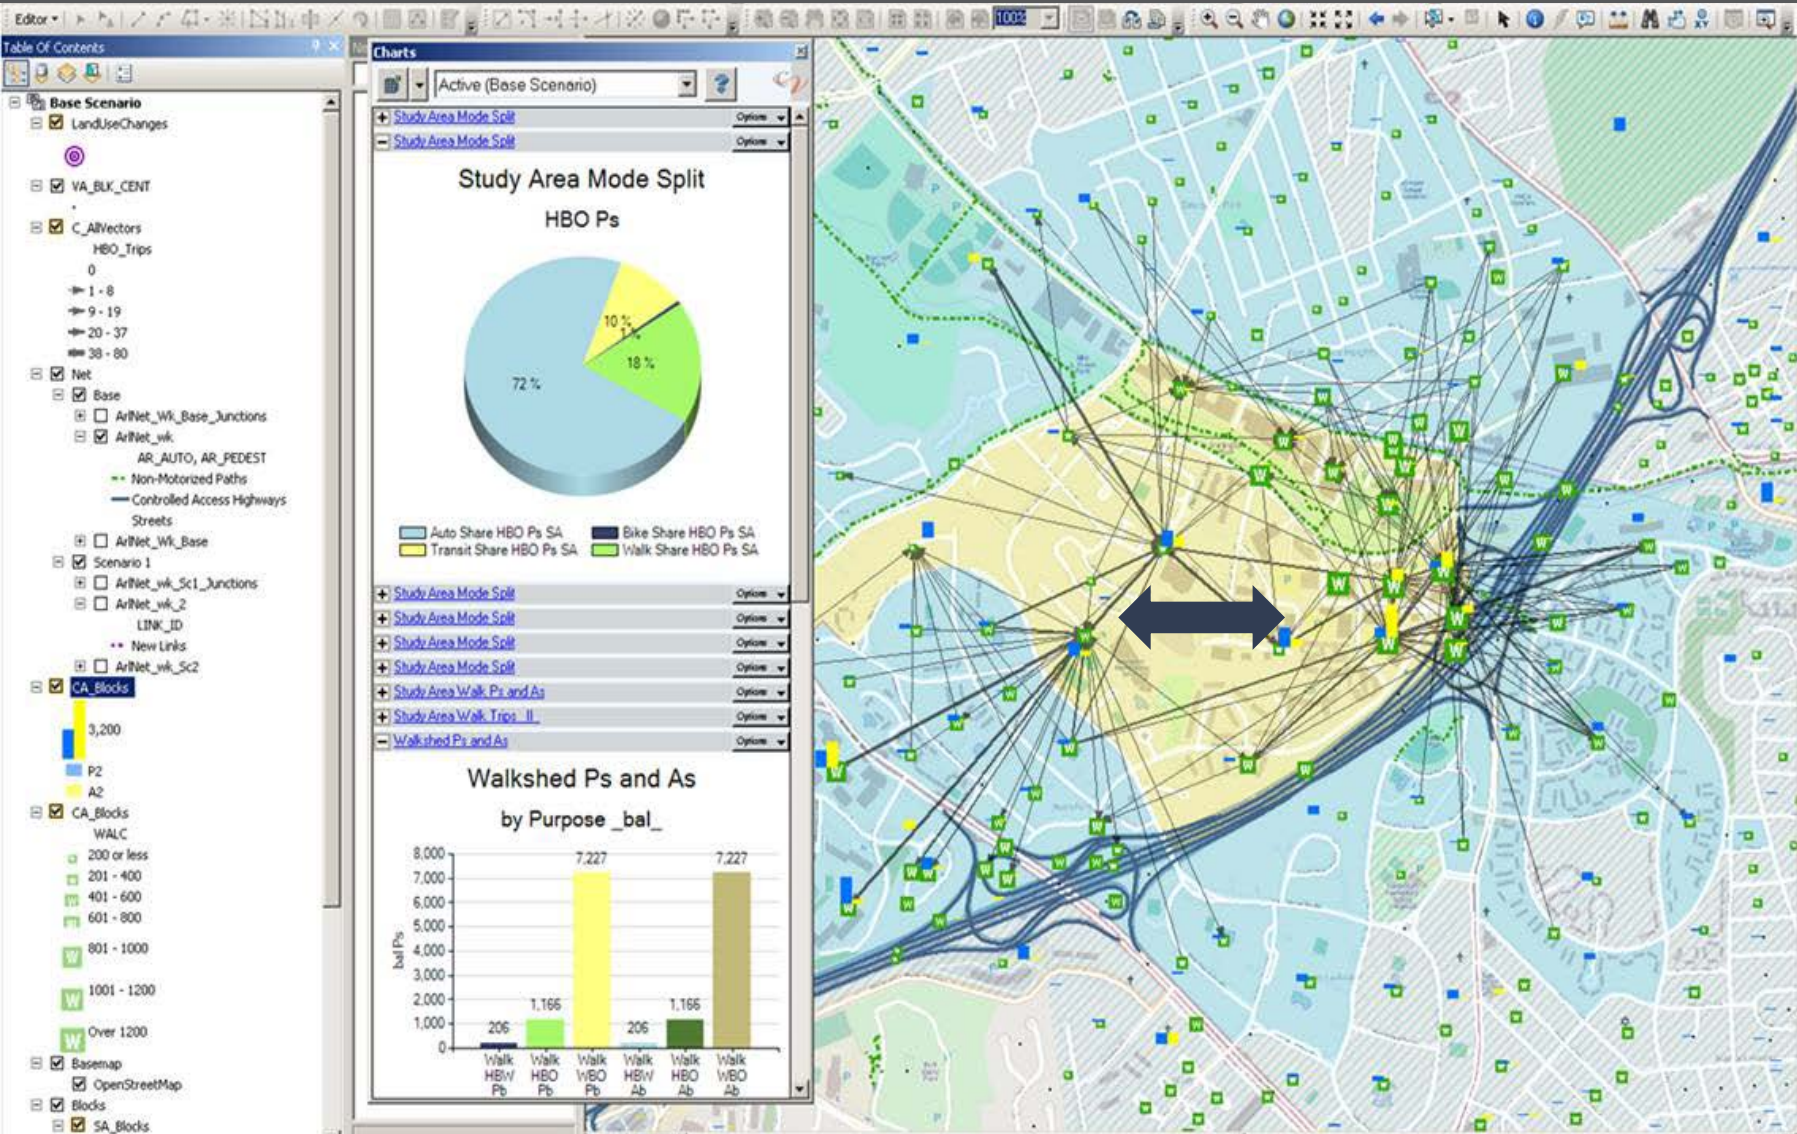 Editor
100%
Table Of Contents
Base Scenario
LandUseChanges
VA_BLK_CENT
C_AllVectors
HBO_Trips
0
1 - 8
9 - 19
20 - 37
38 - 80
Net
Base
ArlNet_Wk_Base_Junctions
ArlNet_wk
AR_AUTO, AR_PEDEST
Non-Motorized Paths
Controlled Access Highways
Streets
ArlNet_Wk_Base
Scenario 1
ArlNet_wk_Sc1_Junctions
ArlNet_wk_2
LINK_ID
New Links
ArlNet_wk_Sc2
CA_Blocks
3,200
P2
A2
CA_Blocks
WALC
200 or less
201 - 400
401 - 600
601 - 800
801 - 1000
1001 - 1200
Over 1200
Basemap
OpenStreetMap
Blocks
SA_Blocks
Charts
Active (Base Scenario)
Study Area Mode Split Options
Study Area Mode Split Options
Study Area Mode Split
HBO Ps
10 %
1 %
18 %
72 %
Auto Share HBO Ps SA
Bike Share HBO Ps SA
Transit Share HBO Ps SA
Walk Share HBO Ps SA
Study Area Mode Split Options
Study Area Mode Split Options
Study Area Mode Split Options
Study Area Mode Split Options
Study Area Walk Ps and As Options
Study Area Walk Trips_II_ Options
Walkshed Ps and As Options
Walkshed Ps and As
by Purpose _bal_
bal Ps
8,000
7,000
6,000
5,000
4,000
3,000
2,000
1,000
0
206
1,166
7,227
206
1,166
7,227
Walk HBW Pb
Walk HBO Pb
Walk WBO Pb
Walk HBW Ab
Walk HBO Ab
Walk WBO Ab